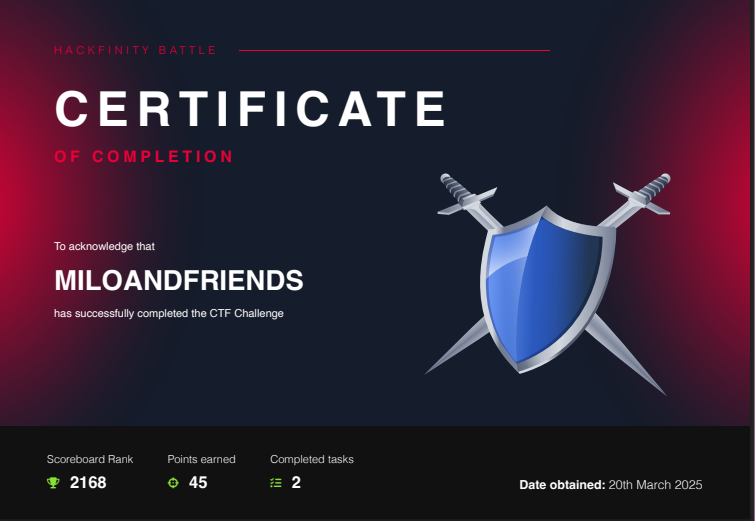 HACKFINITY BATTLE
CERTIFICATE
OF COMPLETION
To acknowledge that
MILOANDFRIENDS
has successfully completed the CTF Challenge
Scoreboard Rank
2168
Points earned
45
Completed tasks
2
Date obtained: 20th March 2025